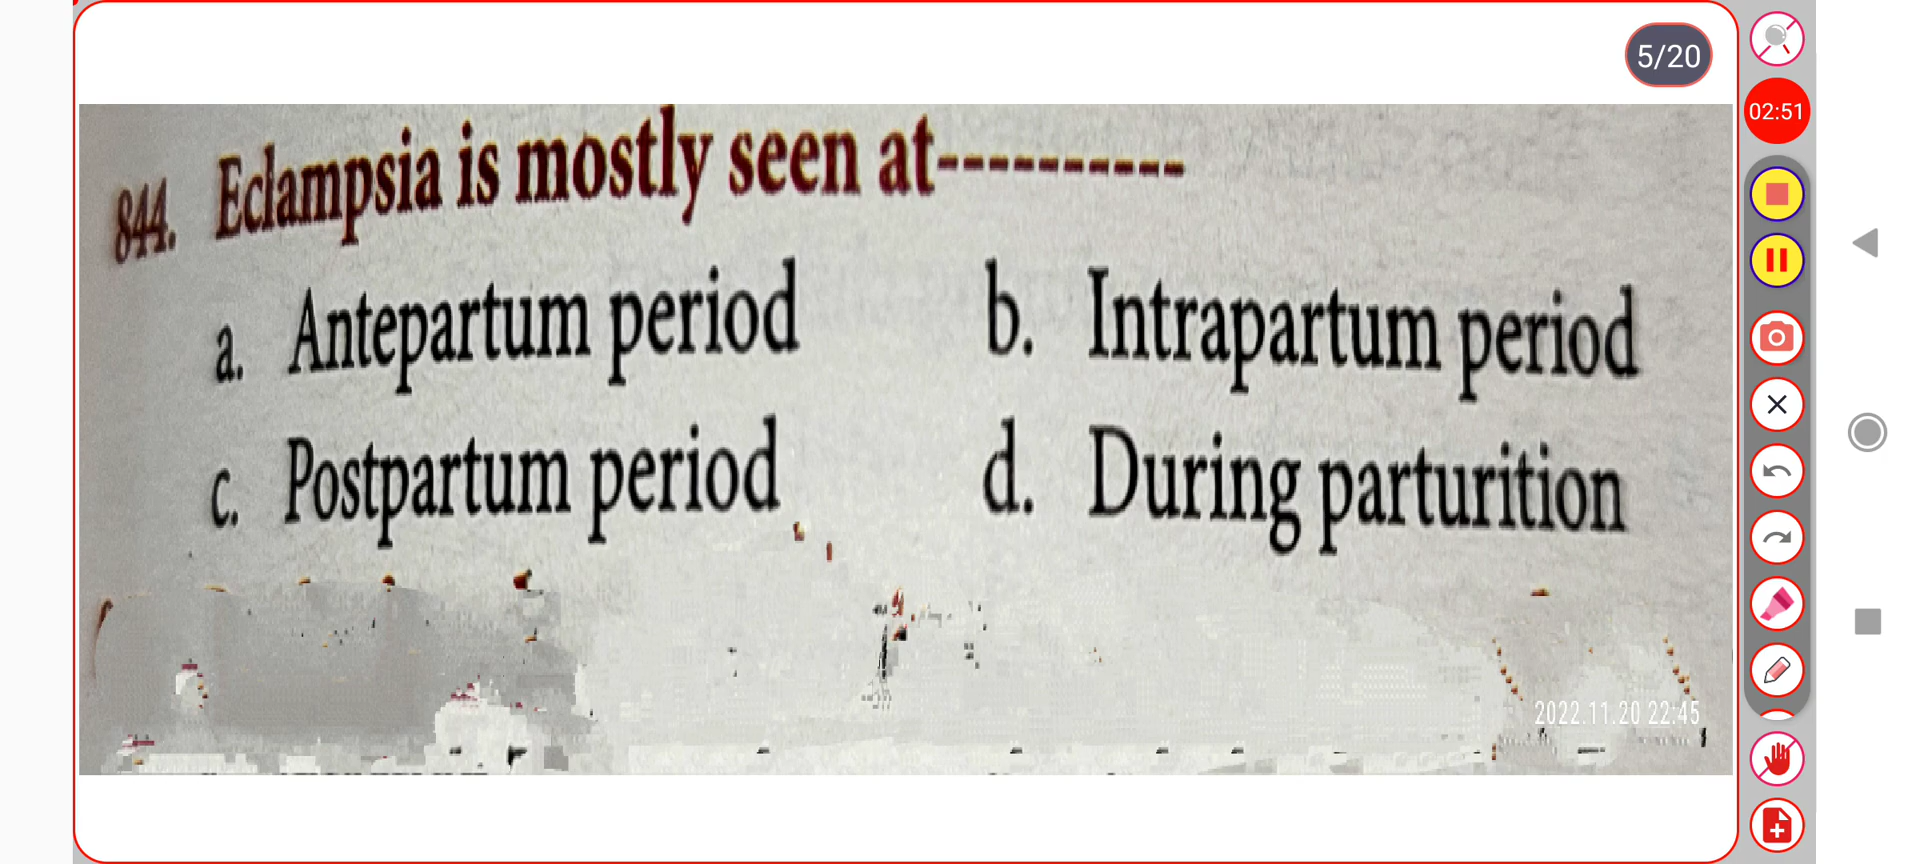 5/20
02:51
844. Eclampsia is mostly seen at----------
a. Antepartum period b. Intrapartum period
c. Postpartum period d. During parturition
2022.11.20 22:45